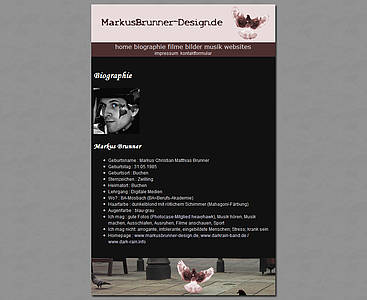 MarkusBrunner-Design.de
home biographie filme bilder musik websites
impressum kontaktformular
Biographie
Markus Brunner
Geburtsname : Markus Christian Matthias Brunner
Geburtstag : 31.05.1985
Geburtsort : Buchen
Sternzeichen : Zwilling
Heimatort : Buchen
Lehrgang : Digitale Medien
Wo? : BA-Mosbach (BA=Berufs-Akademie)
Haarfarbe : dunkelblond mit rötlichem Schimmer (Mahagoni-Färbung)
Augenfarbe : blau-grau
Ich mag : gute Fotos (Photocase-Mitglied heavyhawk), Musik hören, Musik
machen, Ausschlafen, Ausruhen, Filme anschauen, Sport
Ich mag nicht: arrogante, intolerante, eingebildete Menschen; Stress; krank sein
Homepage : www.markusbrunner-design.de, www.darkrain-band.de /
www.dark-rain.info